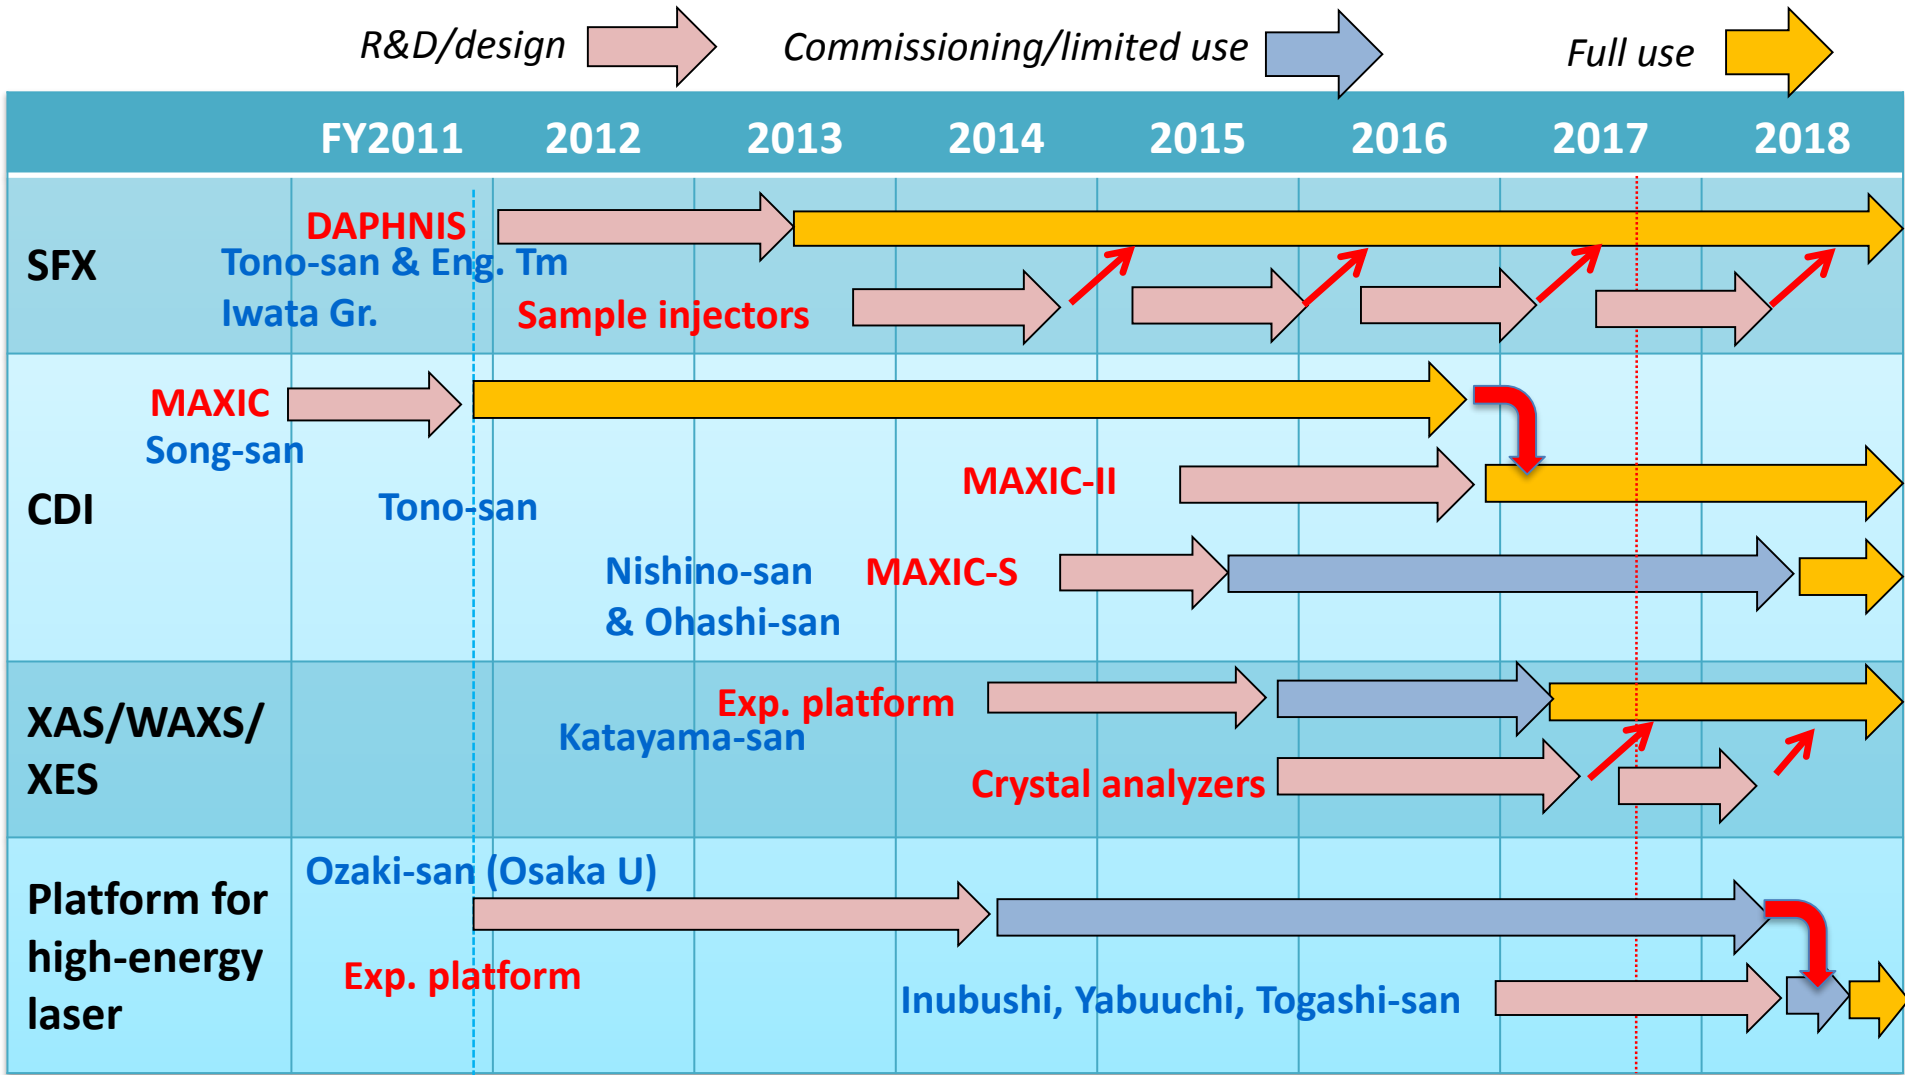 R&D/design
Commissioning/limited use
Full use
FY2011 2012 2013 2014 2015 2016 2017 2018
SFX
DAPHNIS
Tono-san & Eng. Tm
Iwata Gr.
Sample injectors
CDI
MAXIC
Song-san
MAXIC-II
Tono-san
Nishino-san
& Ohashi-san
MAXIC-S
XAS/WAXS/
XES
Exp. platform
Katayama-san
Crystal analyzers
Platform for
high-energy
laser
Ozaki-san (Osaka U)
Exp. platform
Inubushi, Yabuuchi, Togashi-san